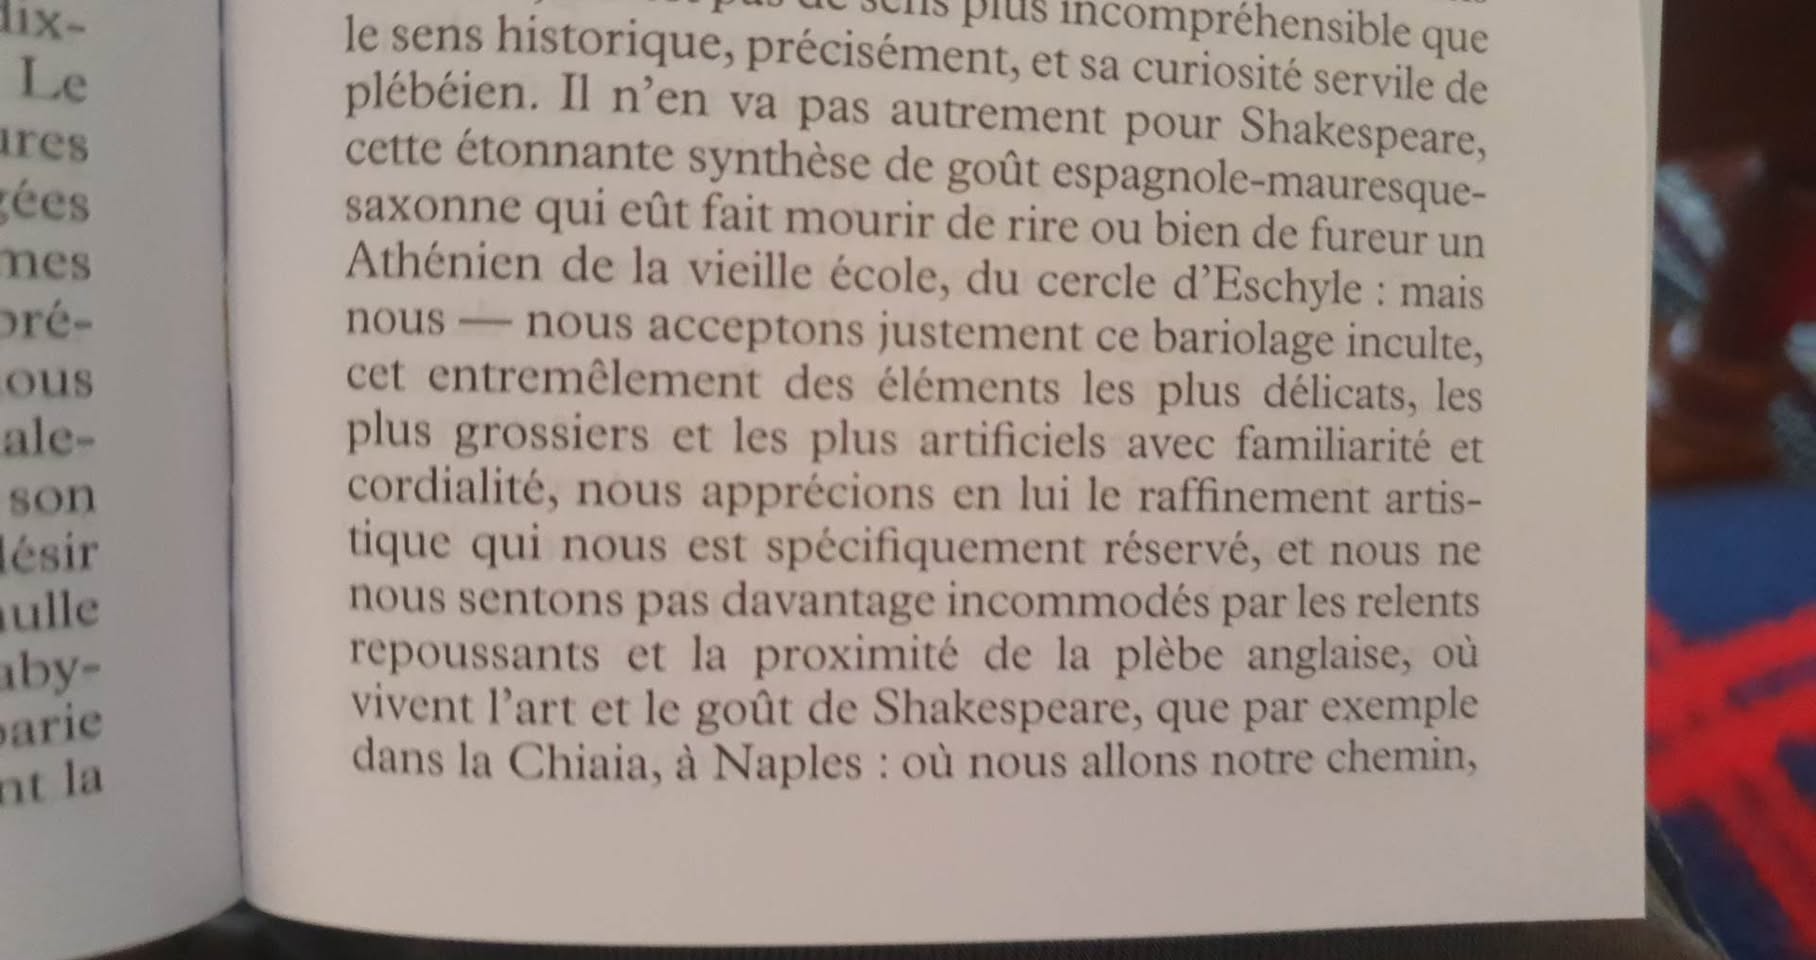 lix-
Le
ures
gées
mes
pré-
ous
ale-
son
désir
nulle
aby-
barie
nt la
pas de sens plus incompréhensible que
le sens historique, précisément, et sa curiosité servile de
plébéien. Il n'en va pas autrement pour Shakespeare,
cette étonnante synthèse de goût espagnole-mauresque-
saxonne qui eût fait mourir de rire ou bien de fureur un
Athénien de la vieille école, du cercle d'Eschyle : mais
nous — nous acceptons justement ce bariolage inculte,
cet entremêlement des éléments les plus délicats, les
plus grossiers et les plus artificiels avec familiarité et
cordialité, nous apprécions en lui le raffinement artis-
tique qui nous est spécifiquement réservé, et nous ne
nous sentons pas davantage incommodés par les relents
repoussants et la proximité de la plèbe anglaise, où
vivent l'art et le goût de Shakespeare, que par exemple
dans la Chiaia, à Naples : où nous allons notre chemin,